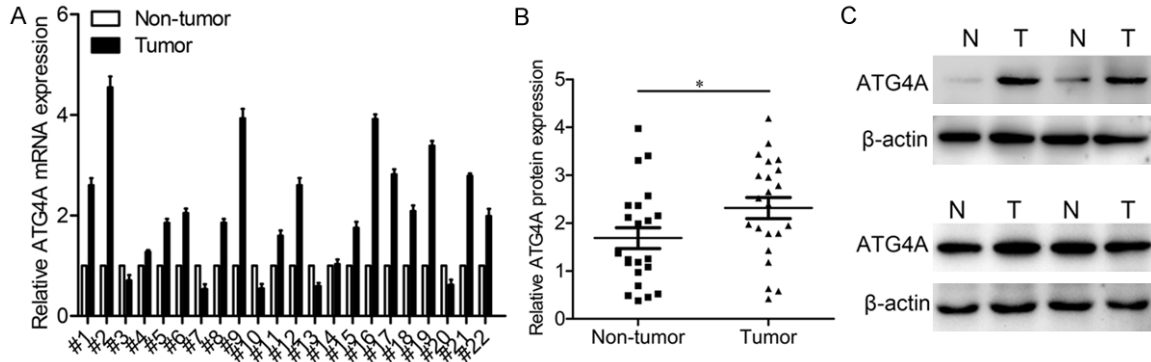 A
Relative ATG4A mRNA expression
6
4
2
0
Non-tumor
Tumor
#1
#2
#3
#4
#5
#6
#7
#8
#9
#10
#11
#12
#13
#14
#15
#16
#17
#18
#19
#20
#21
#22
B
Relative ATG4A protein expression
5
4
3
2
1
0
*
Non-tumor
Tumor
C
N T N T
ATG4A
β-actin
N T N T
ATG4A
β-actin